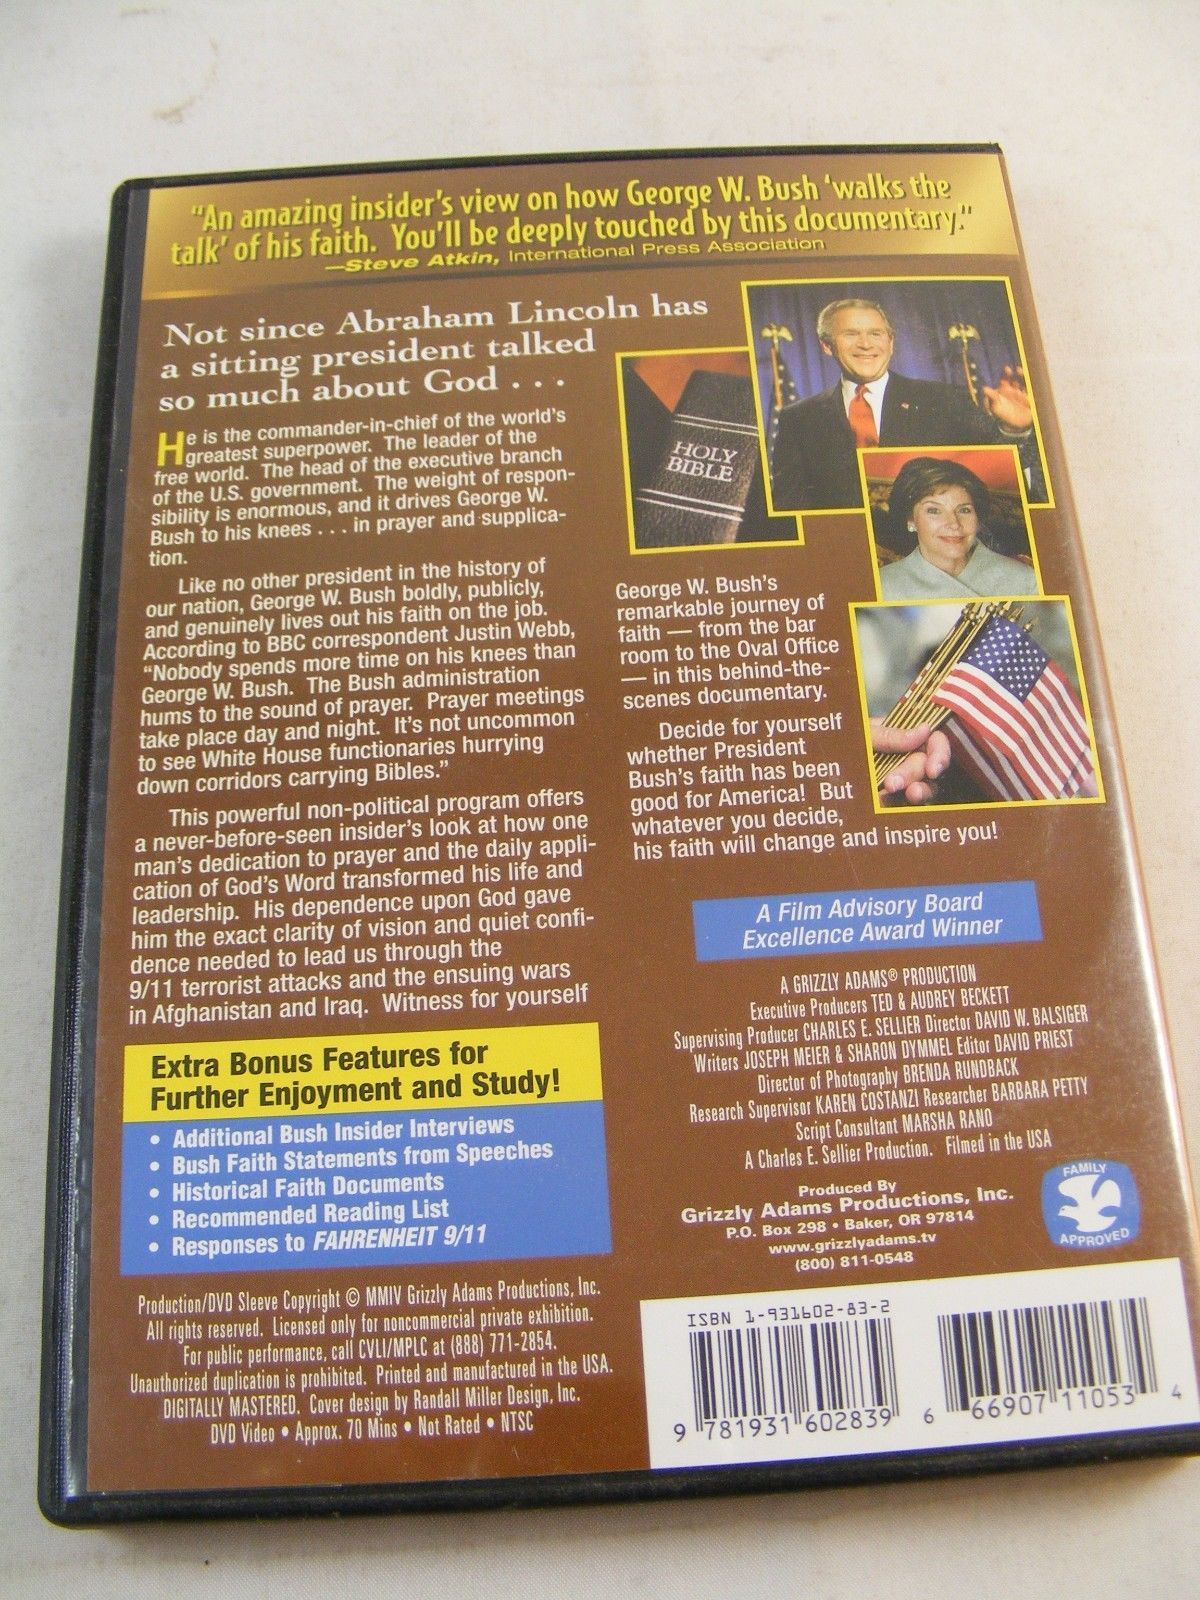 "An amazing insider's view on how George W. Bush 'walks the
talk' of his faith. You'll be deeply touched by this documentary."
—Steve Atkin, International Press Association
Not since Abraham Lincoln has
a sitting president talked
so much about God . . .
He is the commander-in-chief of the world's
greatest superpower. The leader of the
free world. The head of the executive branch
of the U.S. government. The weight of respon-
sibility is enormous, and it drives George W.
Bush to his knees . . . in prayer and supplica-
tion.
Like no other president in the history of
our nation, George W. Bush boldly, publicly,
and genuinely lives out his faith on the job.
According to BBC correspondent Justin Webb,
"Nobody spends more time on his knees than
George W. Bush. The Bush administration
hums to the sound of prayer. Prayer meetings
take place day and night. It's not uncommon
to see White House functionaries hurrying
down corridors carrying Bibles."
This powerful non-political program offers
a never-before-seen insider's look at how one
man's dedication to prayer and the daily appli-
cation of God's Word transformed his life and
leadership. His dependence upon God gave
him the exact clarity of vision and quiet confi-
dence needed to lead us through the
9/11 terrorist attacks and the ensuing wars
in Afghanistan and Iraq. Witness for yourself
HOLY
BIBLE
George W. Bush's
remarkable journey of
faith — from the bar
room to the Oval Office
— in this behind-the-
scenes documentary.
Decide for yourself
whether President
Bush's faith has been
good for America! But
whatever you decide,
his faith will change and inspire you!
Extra Bonus Features for
Further Enjoyment and Study!
• Additional Bush Insider Interviews
• Bush Faith Statements from Speeches
• Historical Faith Documents
• Recommended Reading List
• Responses to FAHRENHEIT 9/11
Production/DVD Sleeve Copyright © MMIV Grizzly Adams Productions, Inc.
All rights reserved. Licensed only for noncommercial private exhibition.
For public performance, call CVLI/MPLC at (888) 771-2854.
Unauthorized duplication is prohibited. Printed and manufactured in the USA.
DIGITALLY MASTERED. Cover design by Randall Miller Design, Inc.
DVD Video • Approx. 70 Mins • Not Rated • NTSC
A Film Advisory Board
Excellence Award Winner
A GRIZZLY ADAMS® PRODUCTION
Executive Producers TED & AUDREY BECKETT
Supervising Producer CHARLES E. SELLIER Director DAVID W. BALSIGER
Writers JOSEPH MEIER & SHARON DYMMEL Editor DAVID PRIEST
Director of Photography BRENDA RUNDBACK
Research Supervisor KAREN COSTANZI Researcher BARBARA PETTY
Script Consultant MARSHA RANO
A Charles E. Sellier Production. Filmed in the USA
Produced By
Grizzly Adams Productions, Inc.
P.O. Box 298 • Baker, OR 97814
www.grizzlyadams.tv
(800) 811-0548
FAMILY
APPROVED
ISBN 1-931602-83-2
9 781931 602839
6 66907 11053 4